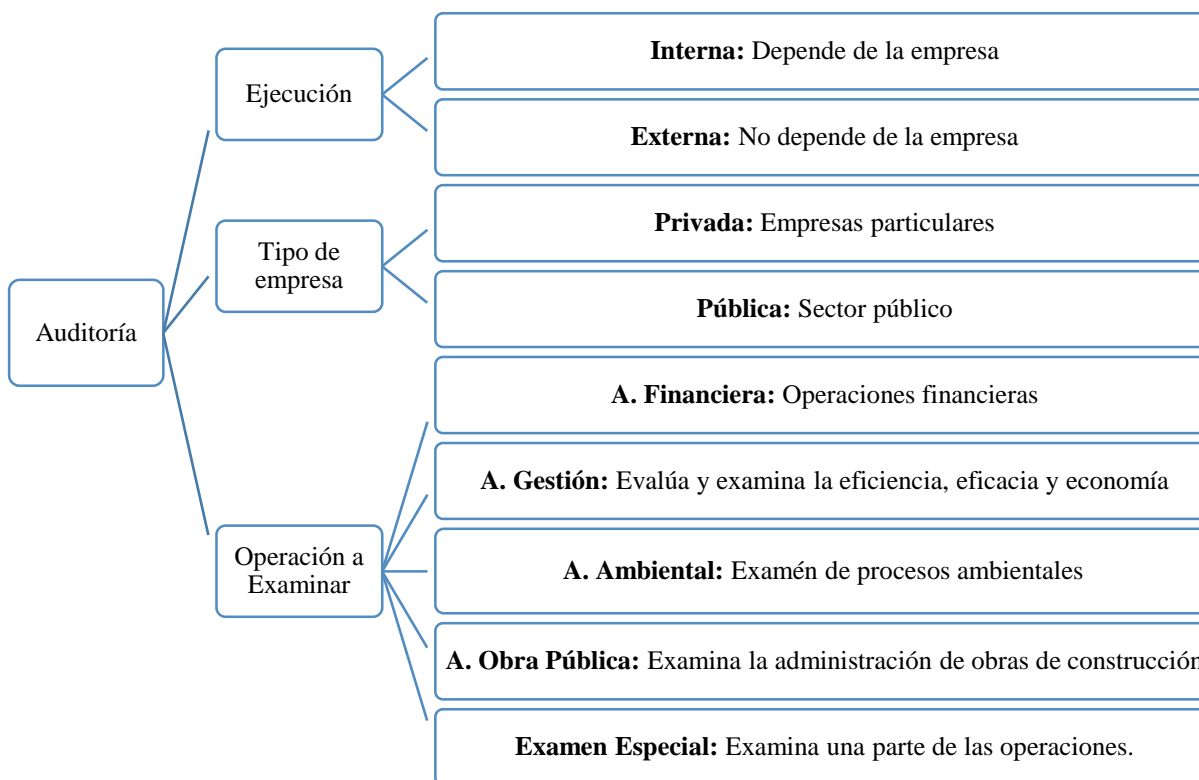 Auditoría
Ejecución
Interna: Depende de la empresa
Externa: No depende de la empresa
Tipo de
empresa
Privada: Empresas particulares
Pública: Sector público
Operación a
Examinar
A. Financiera: Operaciones financieras
A. Gestión: Evalúa y examina la eficiencia, eficacia y economía
A. Ambiental: Examén de procesos ambientales
A. Obra Pública: Examina la administración de obras de construcción
Examen Especial: Examina una parte de las operaciones.